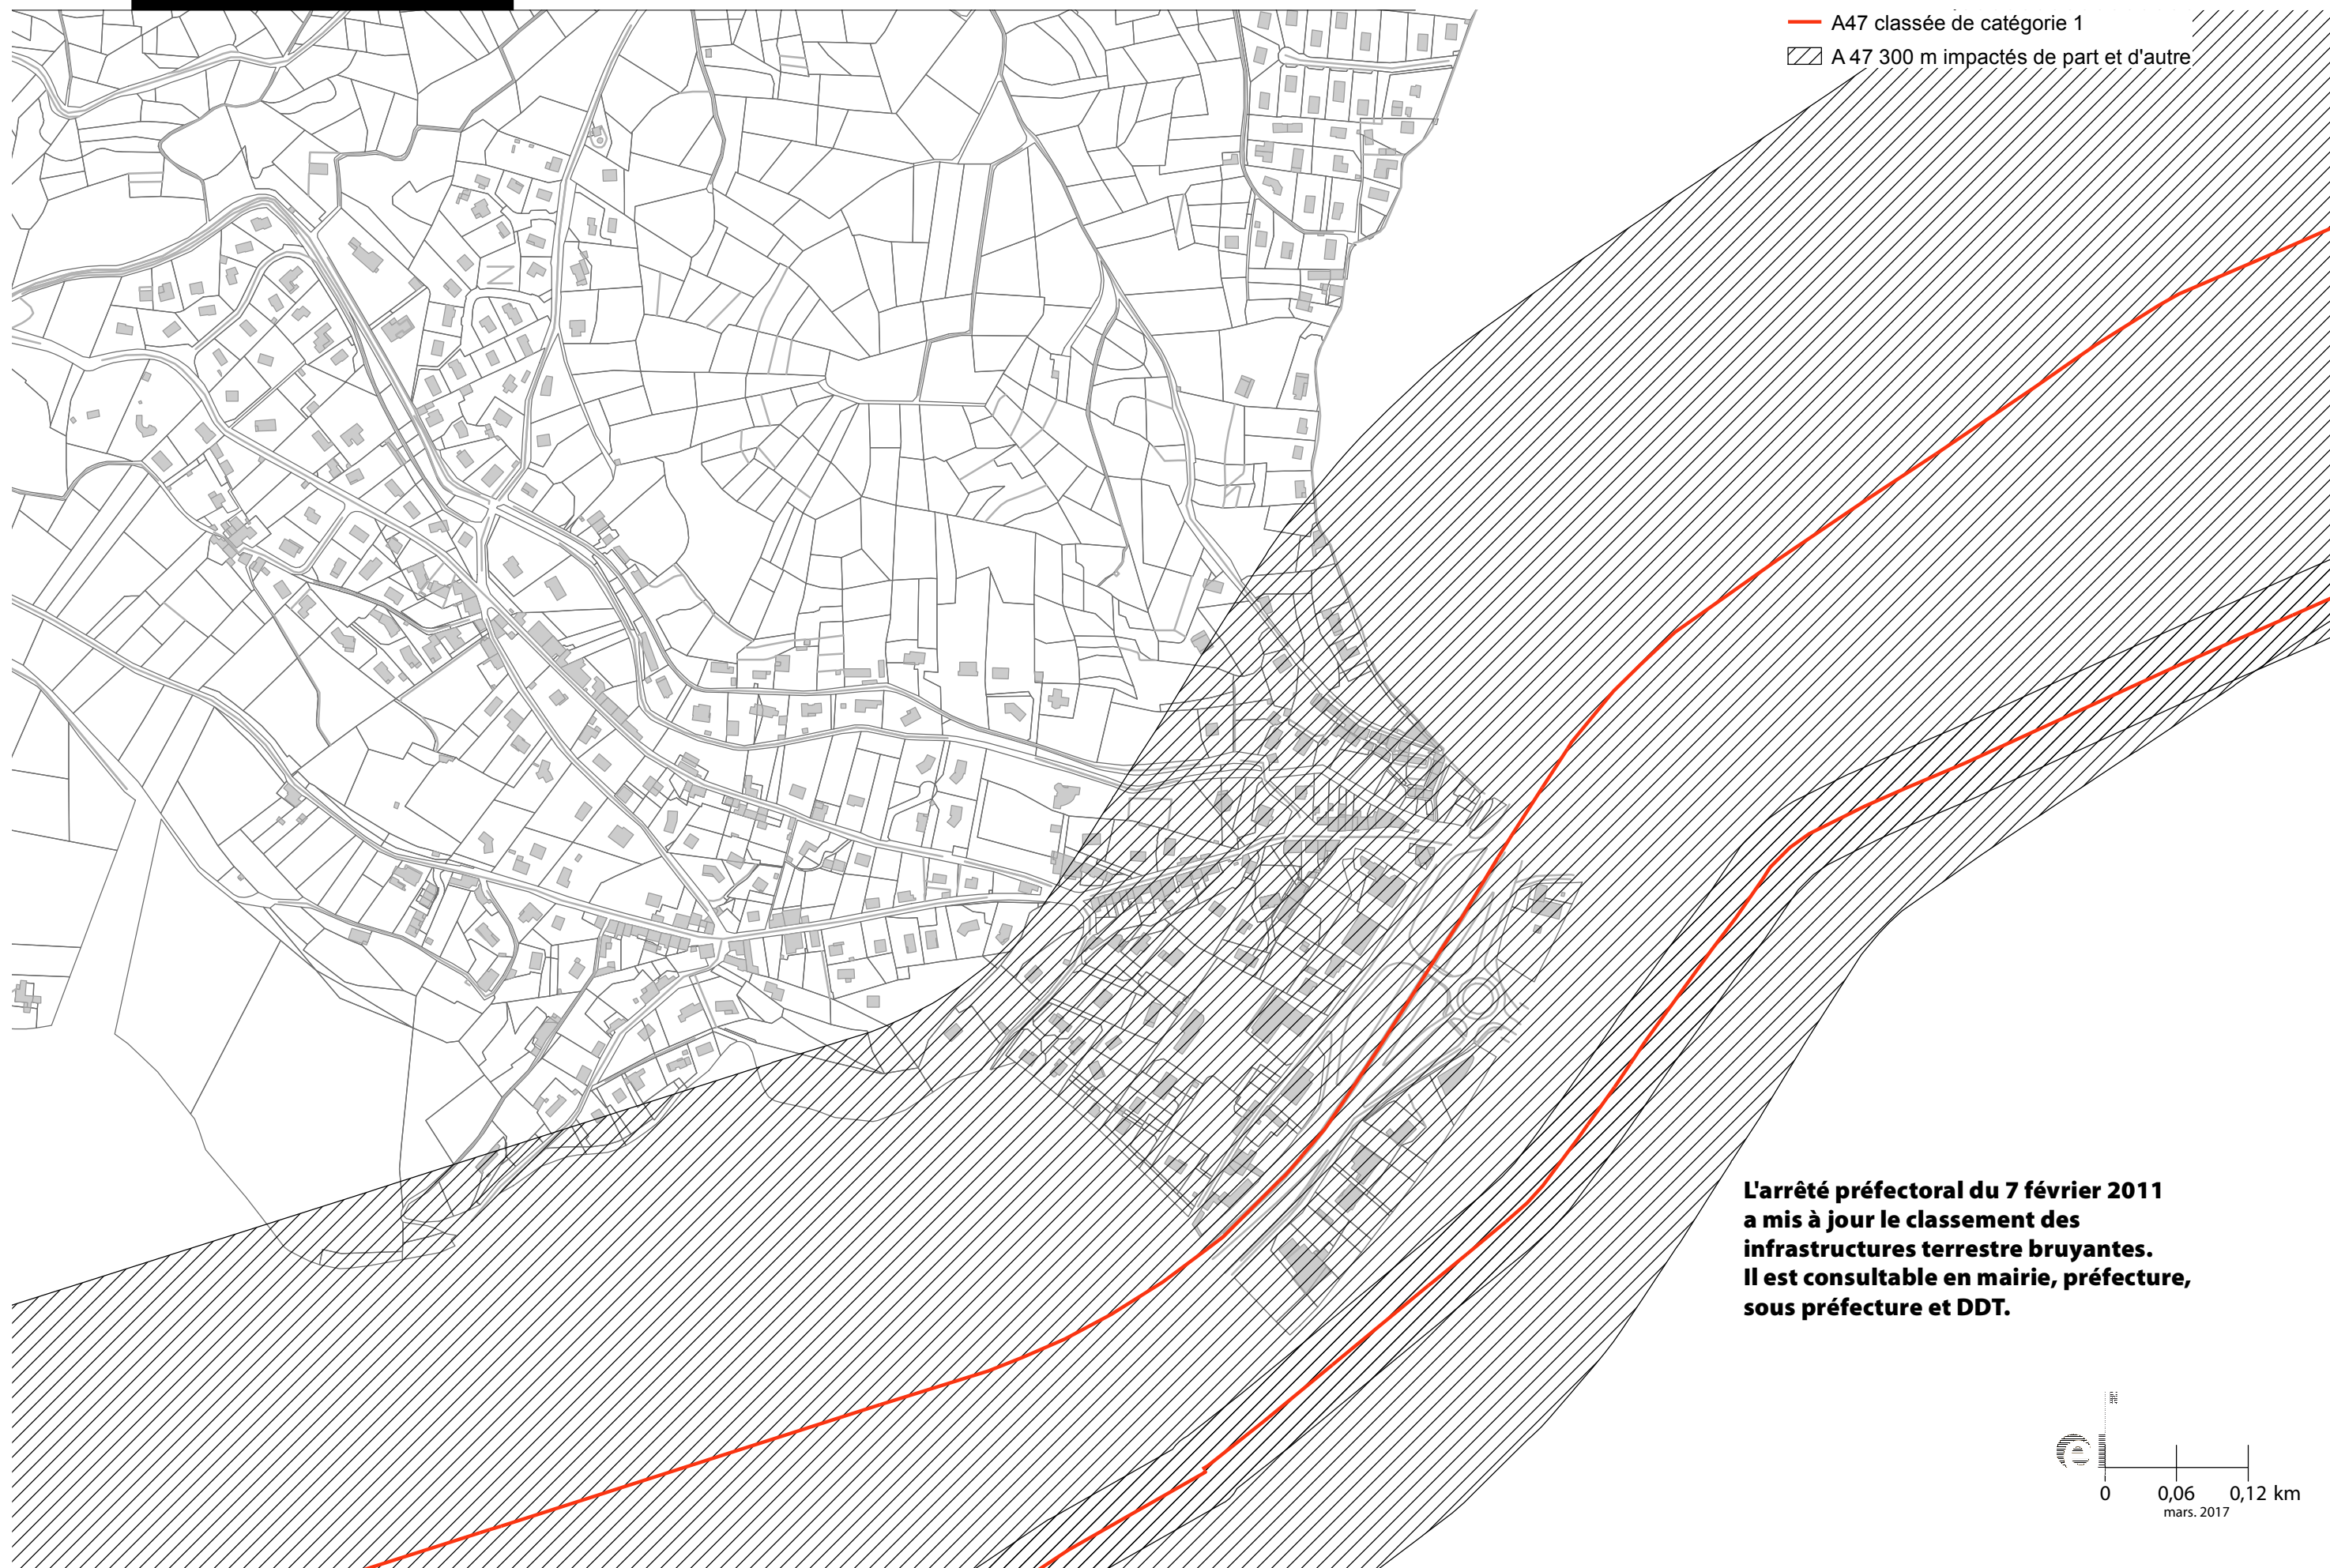 A47 classée de catégorie 1
A 47 300 m impactés de part et d'autre
L'arrêté préfectoral du 7 février 2011
a mis à jour le classement des
infrastructures terrestre bruyantes.
Il est consultable en mairie, préfecture,
sous préfecture et DDT.
N
e
0 0,06 0,12 km
mars. 2017